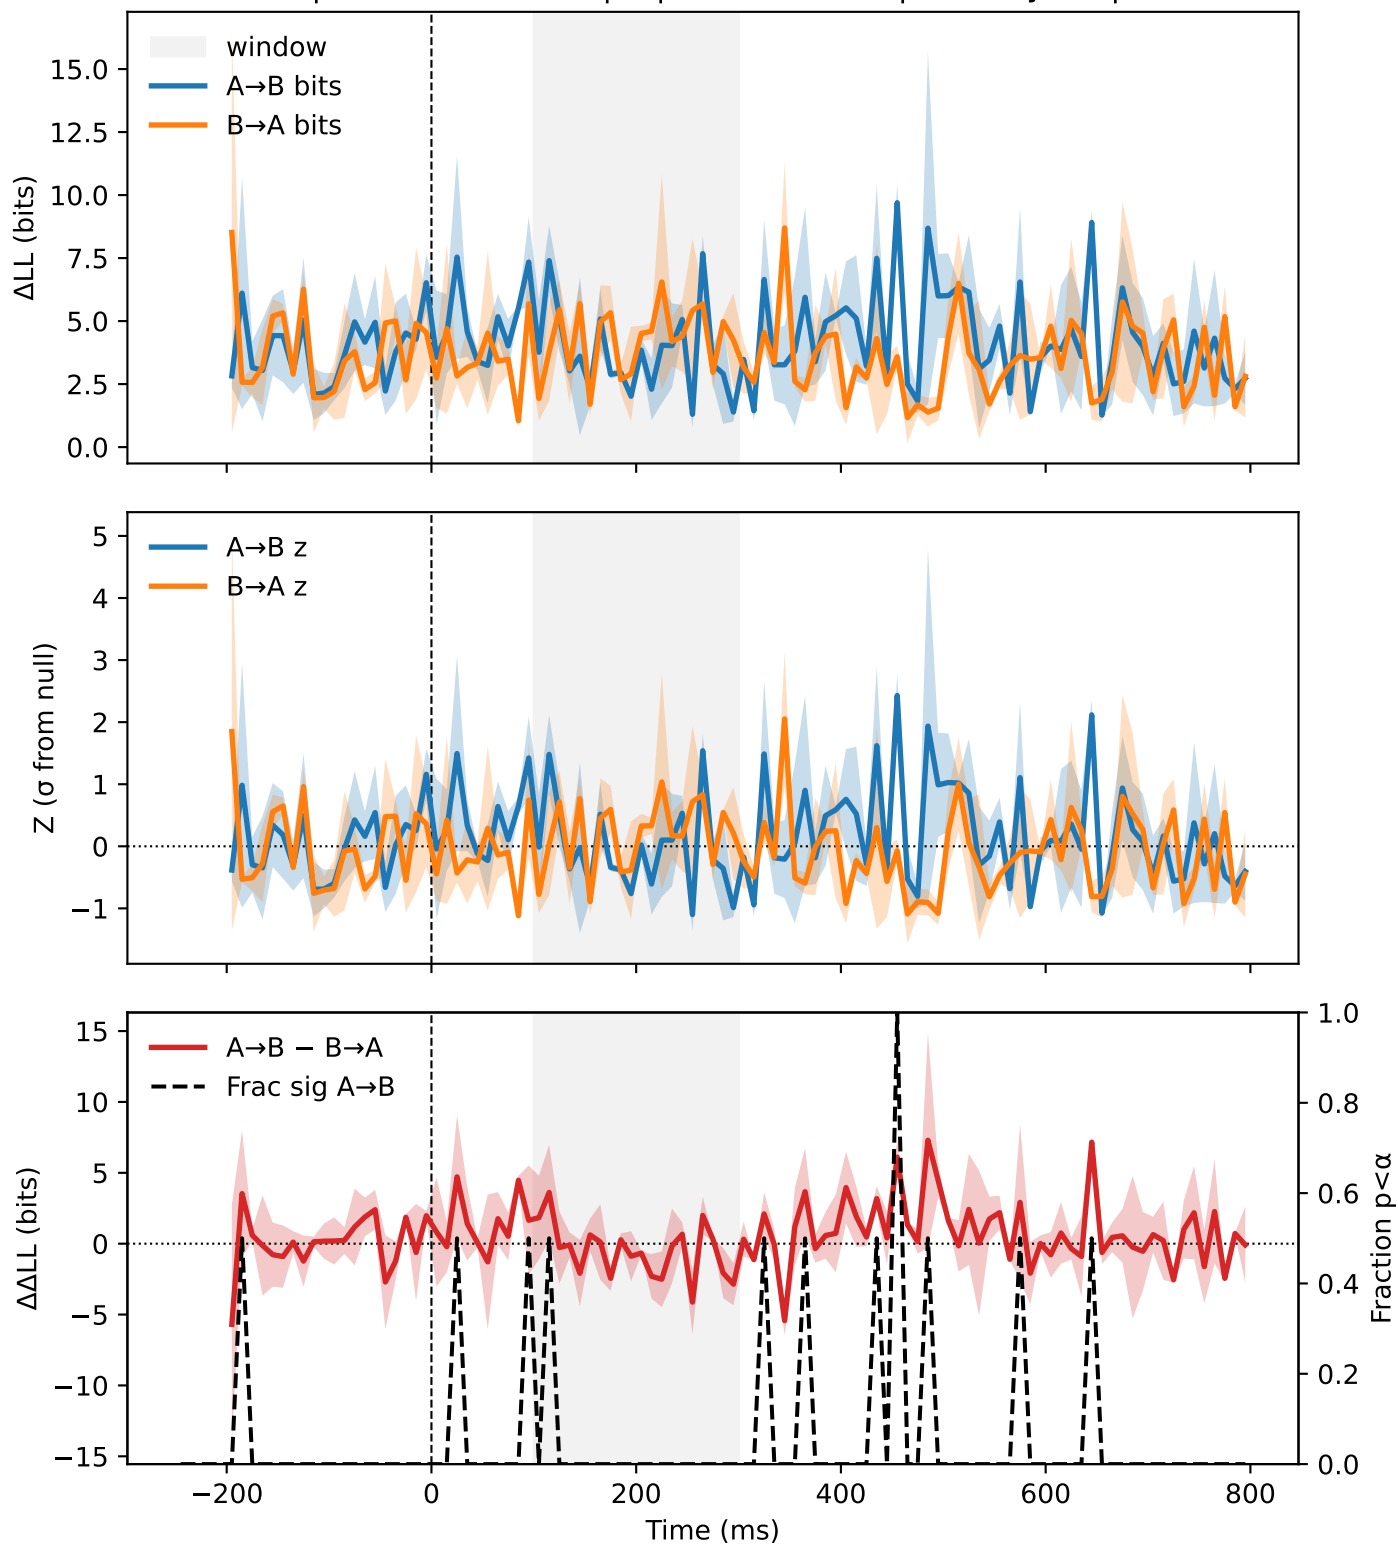 window
A→B bits
B→A bits
ΔLL (bits)
15.0
12.5
10.0
7.5
5.0
2.5
0.0
A→B z
B→A z
Z (σ from null)
5
4
3
2
1
0
−1
A→B − B→A
Frac sig A→B
ΔΔLL (bits)
15
10
5
0
−5
−10
−15
1.0
0.8
0.6
0.4
0.2
0.0
Fraction p<α
−200
0
200
400
600
800
Time (ms)